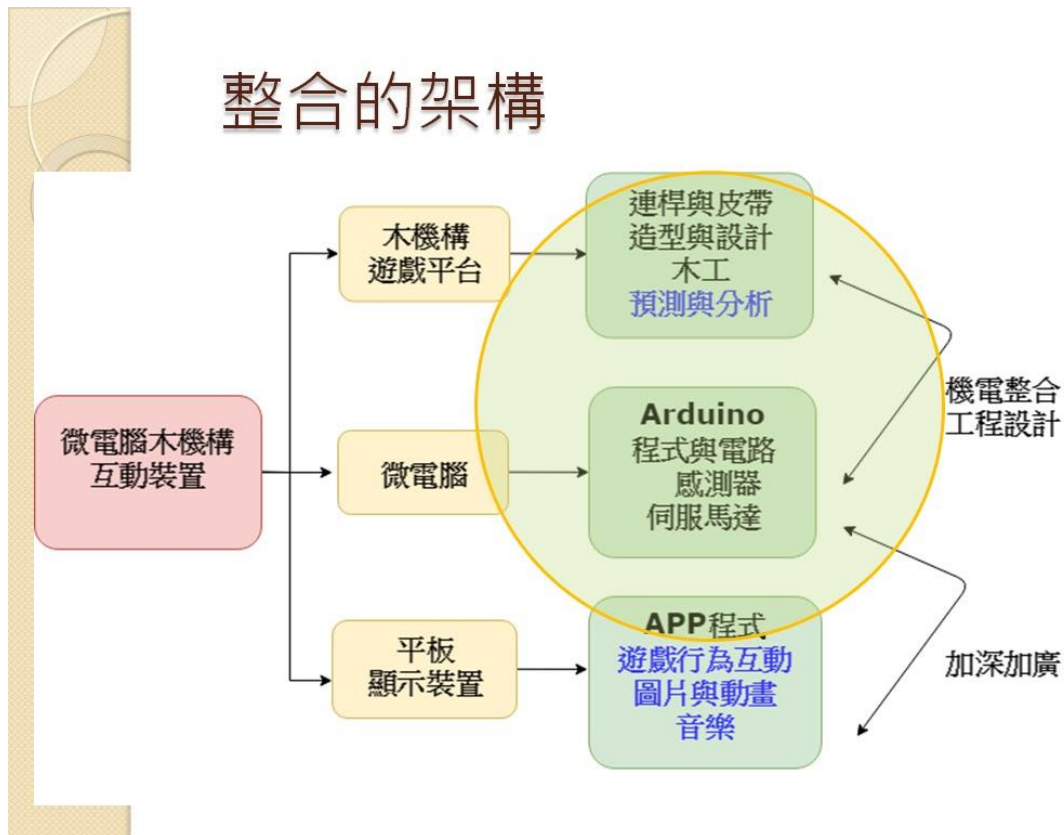 整合的架構
木機構
遊戲平台
連桿與皮帶
造型與設計
木工
預測與分析
機電整合
工程設計
微電腦木機構
互動裝置
微電腦
Arduino
程式與電路
感測器
伺服馬達
平板
顯示裝置
APP程式
遊戲行為互動
圖片與動畫
音樂
加深加廣